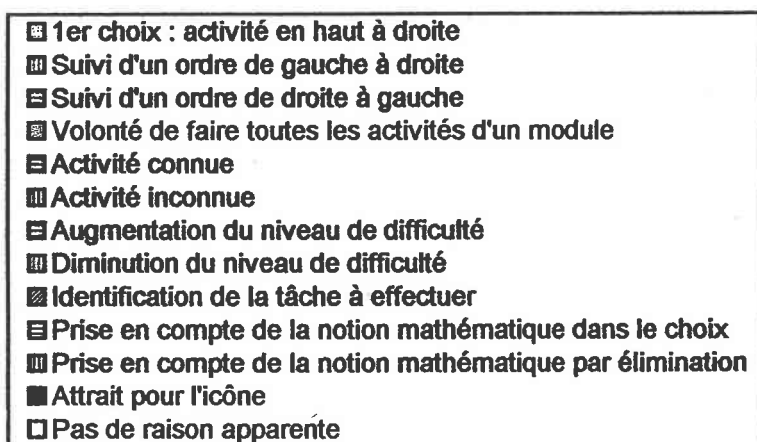 1er choix : activité en haut à droite
Suivi d'un ordre de gauche à droite
Suivi d'un ordre de droite à gauche
Volonté de faire toutes les activités d'un module
Activité connue
Activité inconnue
Augmentation du niveau de difficulté
Diminution du niveau de difficulté
Identification de la tâche à effectuer
Prise en compte de la notion mathématique dans le choix
Prise en compte de la notion mathématique par élimination
Attrait pour l'icône
Pas de raison apparente